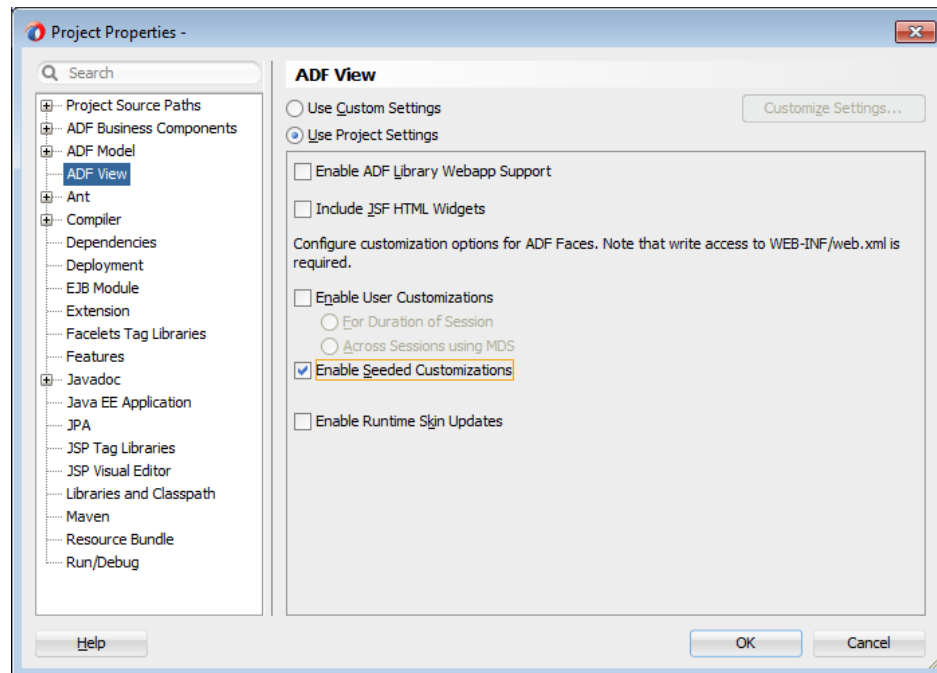 Project Properties -
Search
Project Source Paths
ADF Business Components
ADF Model
ADF View
Ant
Compiler
Dependencies
Deployment
EJB Module
Extension
Facelets Tag Libraries
Features
Javadoc
Java EE Application
JPA
JSP Tag Libraries
JSP Visual Editor
Libraries and Classpath
Maven
Resource Bundle
Run/Debug
ADF View
Use Custom Settings
Customize Settings...
Use Project Settings
Enable ADF Library Webapp Support
Include JSF HTML Widgets
Configure customization options for ADF Faces. Note that write access to WEB-INF/web.xml is
required.
Enable User Customizations
For Duration of Session
Across Sessions using MDS
Enable Seeded Customizations
Enable Runtime Skin Updates
Help
OK
Cancel